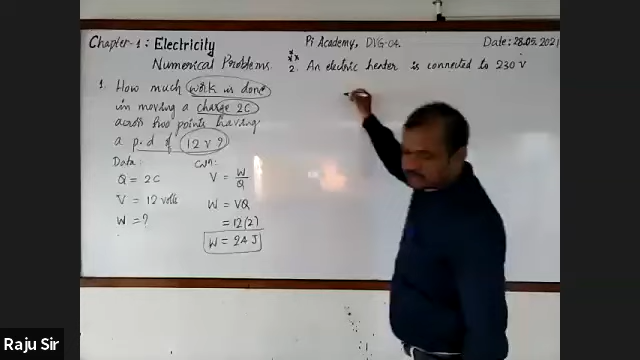 Chapter-1 : Electricity
Pi Academy, DVG-04.
Date: 28.05.2021
Numerical Problems.
1. How much work is done
in moving a charge 2C
across two points having
a p.d of 12 v ?
Data:
Q = 2C
V = 12 volts
W = ?
V = W/Q
W = VQ
= 12(2)
W = 24 J
2. An electric heater is connected to 230 v
Raju Sir